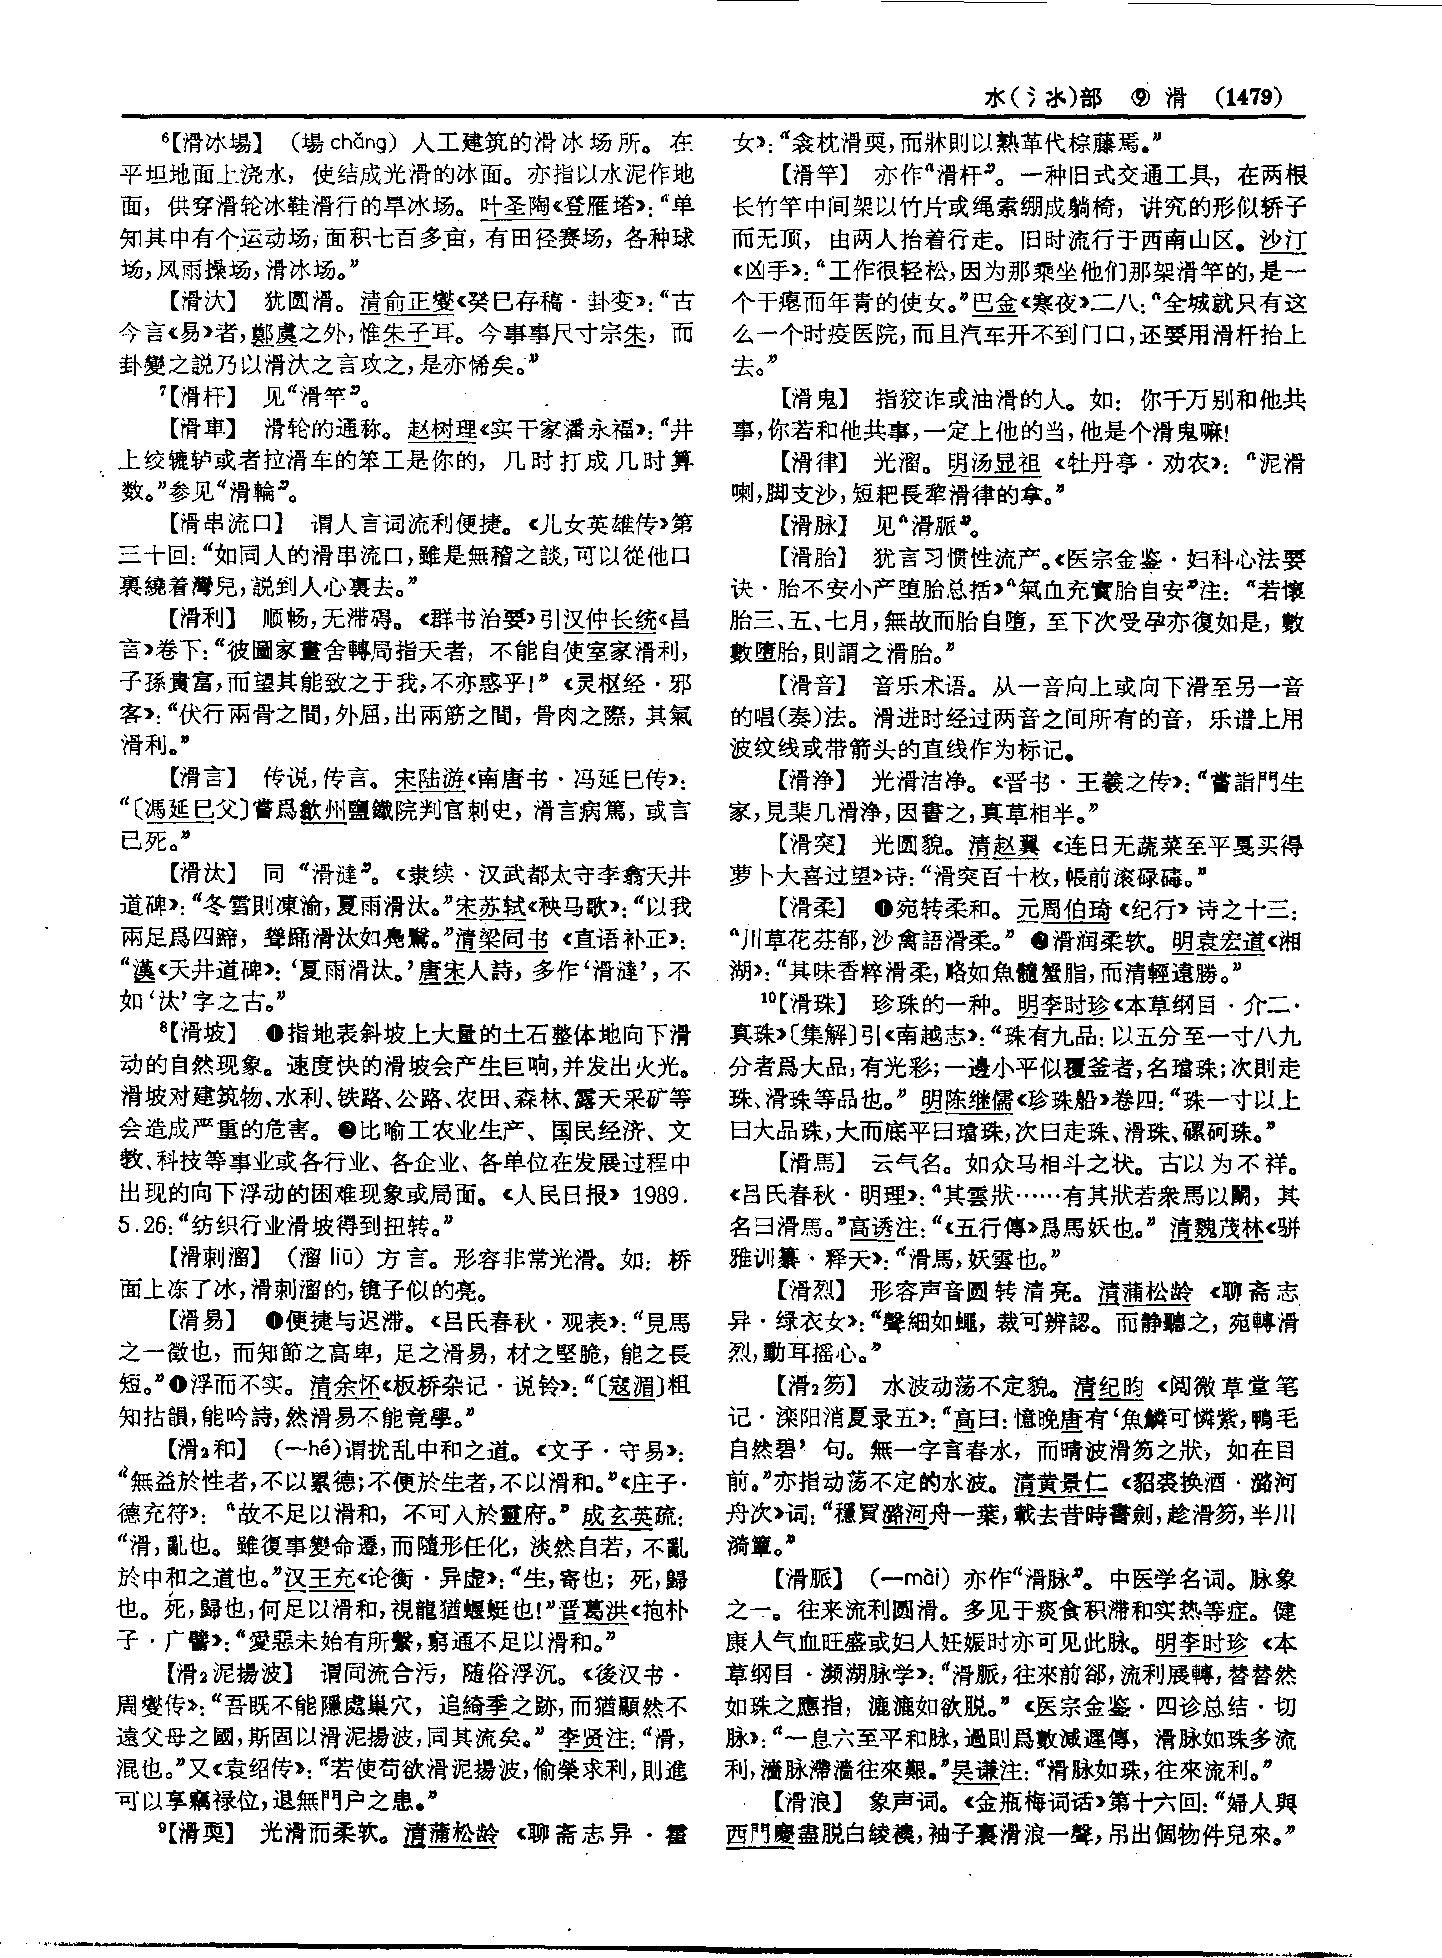 水(氵氺)部 ⑨ 滑 (1479)
⁶【滑冰場】 (場chǎng) 人工建筑的滑冰场所。在
平坦地面上浇水，使结成光滑的冰面。亦指以水泥作地
面，供穿滑轮冰鞋滑行的旱冰场。叶圣陶《登雁塔》：“单
知其中有个运动场，面积七百多亩，有田径赛场，各种球
场，风雨操场，滑冰场。”
【滑汏】 犹圆滑。清俞正燮《癸巳存稿·卦变》：“古
今言《易》者，鄭虞之外，惟朱子耳。今事事尺寸宗朱，而
卦變之説乃以滑汏之言攻之，是亦悕矣。”
⁷【滑杆】 见“滑竿”。
【滑車】 滑轮的通称。赵树理《实干家潘永福》：“井
上绞辘轳或者拉滑车的笨工是你的，几时打成几时算
数。”参见“滑輪”。
【滑串流口】 谓人言词流利便捷。《儿女英雄传》第
三十回：“如同人的滑串流口，雖是無稽之談，可以從他口
裏繞着灣兒，説到人心裏去。”
【滑利】 顺畅，无滞碍。《群书治要》引汉仲长统《昌
言》卷下：“彼圖家畫舍轉局指天者，不能自使室家滑利，
子孫貴富，而望其能致之于我，不亦惑乎！”《灵枢经·邪
客》：“伏行兩骨之間，外屈，出兩筋之間，骨肉之際，其氣
滑利。”
【滑言】 传说，传言。宋陆游《南唐书·冯延巳传》：
“〔馮延巳父〕嘗爲歙州鹽鐵院判官刺史，滑言病篤，或言
已死。”
【滑汰】 同“滑澾”。《隶续·汉武都太守李翕天井
道碑》：“冬雪則凍渝，夏雨滑汰。”宋苏轼《秧马歌》：“以我
兩足爲四蹄，聳踊滑汰如鳧鷖。”清梁同书《直语补正》：
“漢《天井道碑》：‘夏雨滑汰。’唐宋人詩，多作‘滑澾’，不
如‘汰’字之古。”
⁸【滑坡】 ❶指地表斜坡上大量的土石整体地向下滑
动的自然现象。速度快的滑坡会产生巨响，并发出火光。
滑坡对建筑物、水利、铁路、公路、农田、森林、露天采矿等
会造成严重的危害。❷比喻工农业生产、国民经济、文
教、科技等事业或各行业、各企业、各单位在发展过程中
出现的向下浮动的困难现象或局面。《人民日报》1989.
5.26：“纺织行业滑坡得到扭转。”
【滑刺溜】 (溜liū) 方言。形容非常光滑。如：桥
面上冻了冰，滑刺溜的，镜子似的亮。
【滑易】 ❶便捷与迟滞。《吕氏春秋·观表》：“見馬
之一徵也，而知節之高卑，足之滑易，材之堅脆，能之長
短。”❶浮而不实。清余怀《板桥杂记·说铃》：“〔寇湄〕粗
知拈韻，能吟詩，然滑易不能竟學。”
【滑₂和】 (—hé)谓扰乱中和之道。《文子·守易》：
“無益於性者，不以累德；不便於生者，不以滑和。”《庄子·
德充符》：“故不足以滑和，不可入於靈府。”成玄英疏：
“滑，亂也。雖復事變命遷，而隨形任化，淡然自若，不亂
於中和之道也。”汉王充《论衡·异虚》：“生，寄也；死，歸
也。死，歸也，何足以滑和，視龍猶蝘蜓也！”晋葛洪《抱朴
子·广譬》：“愛惡未始有所繫，窮通不足以滑和。”
【滑₂泥揚波】 谓同流合污，随俗浮沉。《後汉书·
周燮传》：“吾既不能隱處巢穴，追綺季之跡，而猶顯然不
遠父母之國，斯固以滑泥揚波，同其流矣。”李贤注：“滑，
混也。”又《袁绍传》：“若使苟欲滑泥揚波，偷榮求利，則進
可以享竊禄位，退無門户之患。”
⁹【滑耎】 光滑而柔软。清蒲松龄《聊斋志异·霍
女》：“衾枕滑耎，而牀則以熟革代棕藤焉。”
【滑竿】 亦作“滑杆”。一种旧式交通工具，在两根
长竹竿中间架以竹片或绳索绷成躺椅，讲究的形似轿子
而无顶，由两人抬着行走。旧时流行于西南山区。沙汀
《凶手》：“工作很轻松，因为那乘坐他们那架滑竿的，是一
个干瘪而年青的使女。”巴金《寒夜》二八：“全城就只有这
么一个时疫医院，而且汽车开不到门口，还要用滑杆抬上
去。”
【滑鬼】 指狡诈或油滑的人。如：你千万别和他共
事，你若和他共事，一定上他的当，他是个滑鬼嘛！
【滑律】 光溜。明汤显祖《牡丹亭·劝农》：“泥滑
喇，脚支沙，短耙長犂滑律的拿。”
【滑脉】 见“滑脈”。
【滑胎】 犹言习惯性流产。《医宗金鉴·妇科心法要
诀·胎不安小产堕胎总括》“氣血充實胎自安”注：“若懷
胎三、五、七月，無故而胎自墮，至下次受孕亦復如是，數
數墮胎，則謂之滑胎。”
【滑音】 音乐术语。从一音向上或向下滑至另一音
的唱(奏)法。滑进时经过两音之间所有的音，乐谱上用
波纹线或带箭头的直线作为标记。
【滑净】 光滑洁净。《晋书·王羲之传》：“嘗詣門生
家，見棐几滑净，因書之，真草相半。”
【滑突】 光圆貌。清赵翼《连日无蔬菜至平戛买得
萝卜大喜过望》诗：“滑突百十枚，帳前滚碌碡。”
【滑柔】 ❶宛转柔和。元周伯琦《纪行》诗之十三：
“川草花芬郁，沙禽語滑柔。” ❷滑润柔软。明袁宏道《湘
湖》：“其味香粹滑柔，略如魚髓蟹脂，而清輕遠勝。”
¹⁰【滑珠】 珍珠的一种。明李时珍《本草纲目·介二·
真珠》〔集解〕引《南越志》：“珠有九品：以五分至一寸八九
分者爲大品，有光彩；一邊小平似覆釜者，名璫珠；次則走
珠、滑珠等品也。”明陈继儒《珍珠船》卷四：“珠一寸以上
曰大品珠，大而底平曰璫珠，次曰走珠、滑珠、磥砢珠。”
【滑馬】 云气名。如众马相斗之状。古以为不祥。
《吕氏春秋·明理》：“其雲狀……有其狀若衆馬以鬬，其
名曰滑馬。”高诱注：“《五行傳》爲馬妖也。”清魏茂林《骈
雅训纂·释天》：“滑馬，妖雲也。”
【滑烈】 形容声音圆转清亮。清蒲松龄《聊斋志
异·绿衣女》：“聲細如蠅，裁可辨認。而静聽之，宛轉滑
烈，動耳摇心。”
【滑₂笏】 水波动荡不定貌。清纪昀《阅微草堂笔
记·滦阳消夏录五》：“高曰：憶晚唐有‘魚鱗可憐紫，鴨毛
自然碧’句。無一字言春水，而晴波滑笏之狀，如在目
前。”亦指动荡不定的水波。清黄景仁《貂裘换酒·潞河
舟次》词：“穩買潞河舟一葉，載去昔時書劍，趁滑笏，半川
漪簟。”
【滑脈】 (—mài) 亦作“滑脉”。中医学名词。脉象
之一。往来流利圆滑。多见于痰食积滞和实热等症。健
康人气血旺盛或妇人妊娠时亦可见此脉。明李时珍《本
草纲目·濒湖脉学》：“滑脈，往來前郤，流利展轉，替替然
如珠之應指，漉漉如欲脱。”《医宗金鉴·四诊总结·切
脉》：“一息六至平和脉，過則爲數減遲傳，滑脉如珠多流
利，濇脉滯濇往來艱。”吴谦注：“滑脉如珠，往來流利。”
【滑浪】 象声词。《金瓶梅词话》第十六回：“婦人與
西門慶盡脱白绫襖，袖子裏滑浪一聲，吊出個物件兒來。”